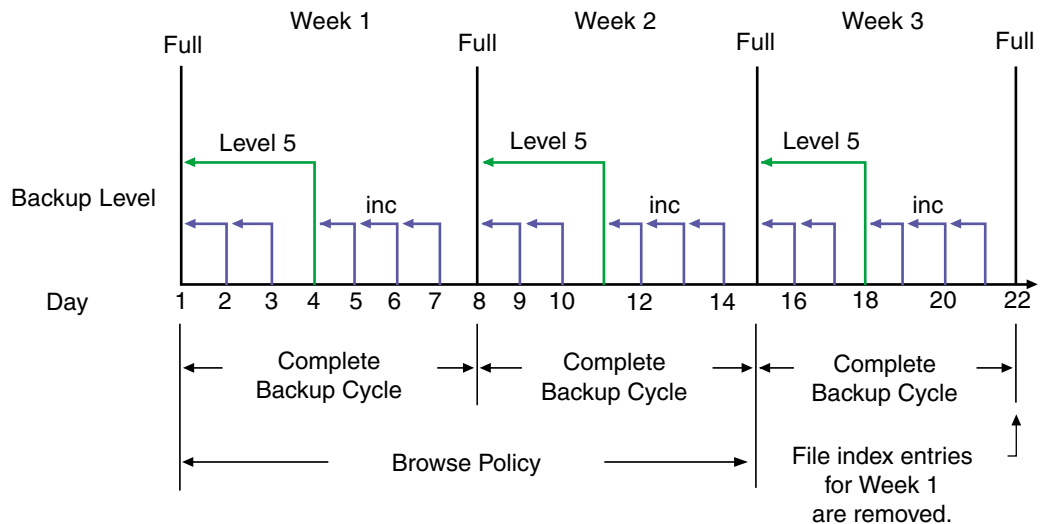 Week 1 Week 2 Week 3
Full Full Full Full
Level 5 Level 5 Level 5
Backup Level inc inc inc
Day 1 2 3 4 5 6 7 8 9 10 12 14 16 18 20 22
Complete Complete Complete
Backup Cycle Backup Cycle Backup Cycle
Browse Policy
File index entries
for Week 1
are removed.